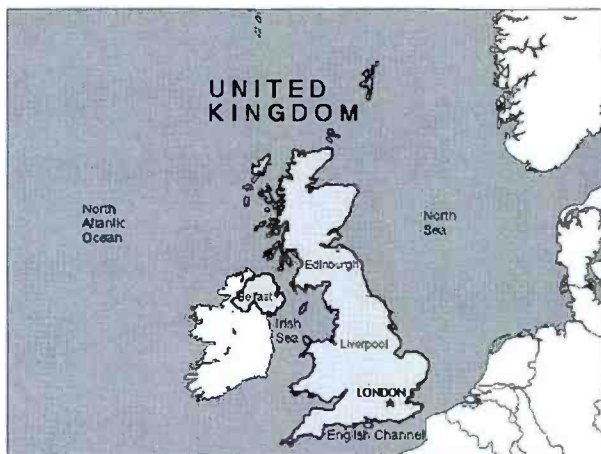 UNITED
KINGDOM
North
Atlantic
Ocean
North
Sea
Edinburgh
Belfast
Irish
Sea
Liverpool
LONDON
English Channel